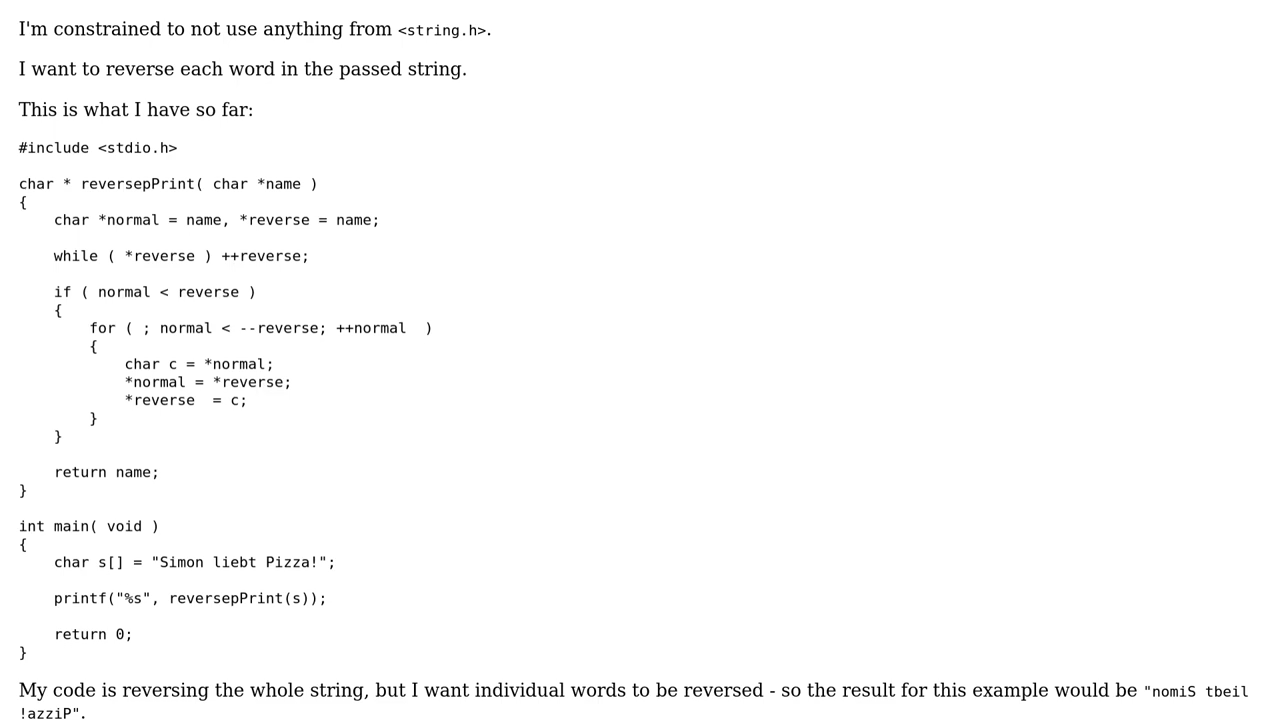 I'm constrained to not use anything from <string.h>.
I want to reverse each word in the passed string.
This is what I have so far:
#include <stdio.h>
char * reversepPrint( char *name )
{
    char *normal = name, *reverse = name;
    while ( *reverse ) ++reverse;
    if ( normal < reverse )
    {
        for ( ; normal < --reverse; ++normal  )
        {
            char c = *normal;
            *normal = *reverse;
            *reverse  = c;
        }
    }
    return name;
}
int main( void )
{
    char s[] = "Simon liebt Pizza!";
    printf("%s", reversepPrint(s));
    return 0;
}
My code is reversing the whole string, but I want individual words to be reversed - so the result for this example would be "nomiS tbeil
!azziP".